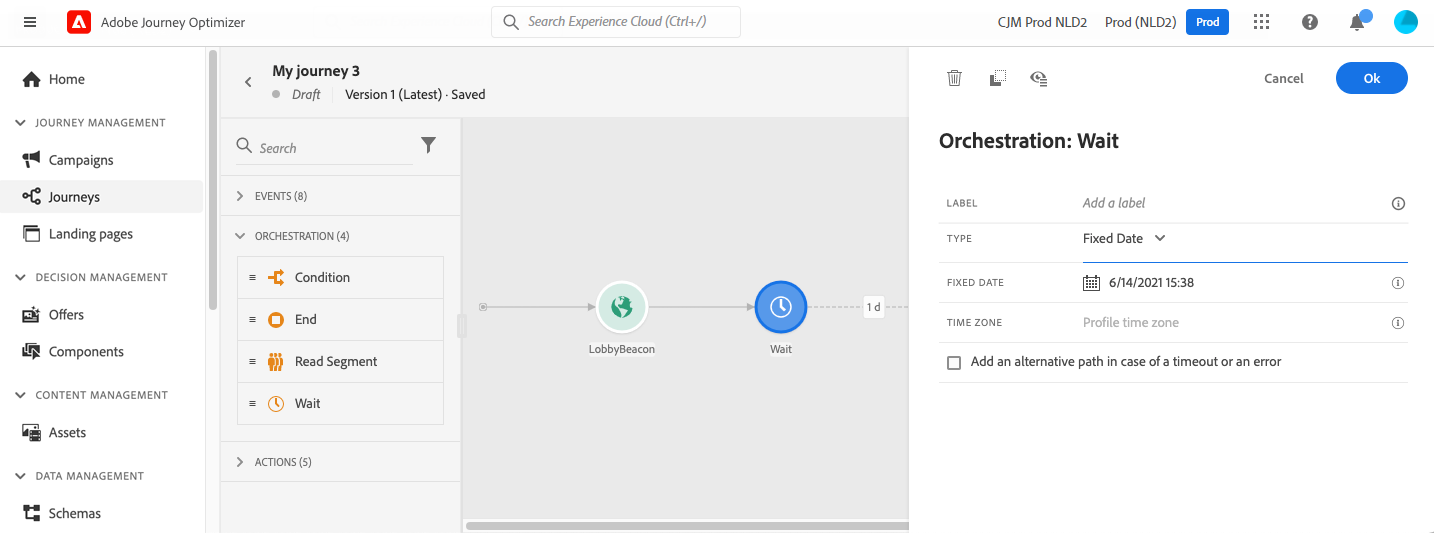 Adobe Journey Optimizer
Search Experience Cloud (Ctrl+/)
CJM Prod NLD2
Prod (NLD2)
Prod
Home
JOURNEY MANAGEMENT
Campaigns
Journeys
Landing pages
DECISION MANAGEMENT
Offers
Components
CONTENT MANAGEMENT
Assets
DATA MANAGEMENT
Schemas
My journey 3
Draft
Version 1 (Latest) · Saved
Search
EVENTS (8)
ORCHESTRATION (4)
Condition
End
Read Segment
Wait
ACTIONS (5)
LobbyBeacon
Wait
1 d
Cancel
Ok
Orchestration: Wait
LABEL
Add a label
TYPE
Fixed Date
FIXED DATE
6/14/2021 15:38
TIME ZONE
Profile time zone
Add an alternative path in case of a timeout or an error